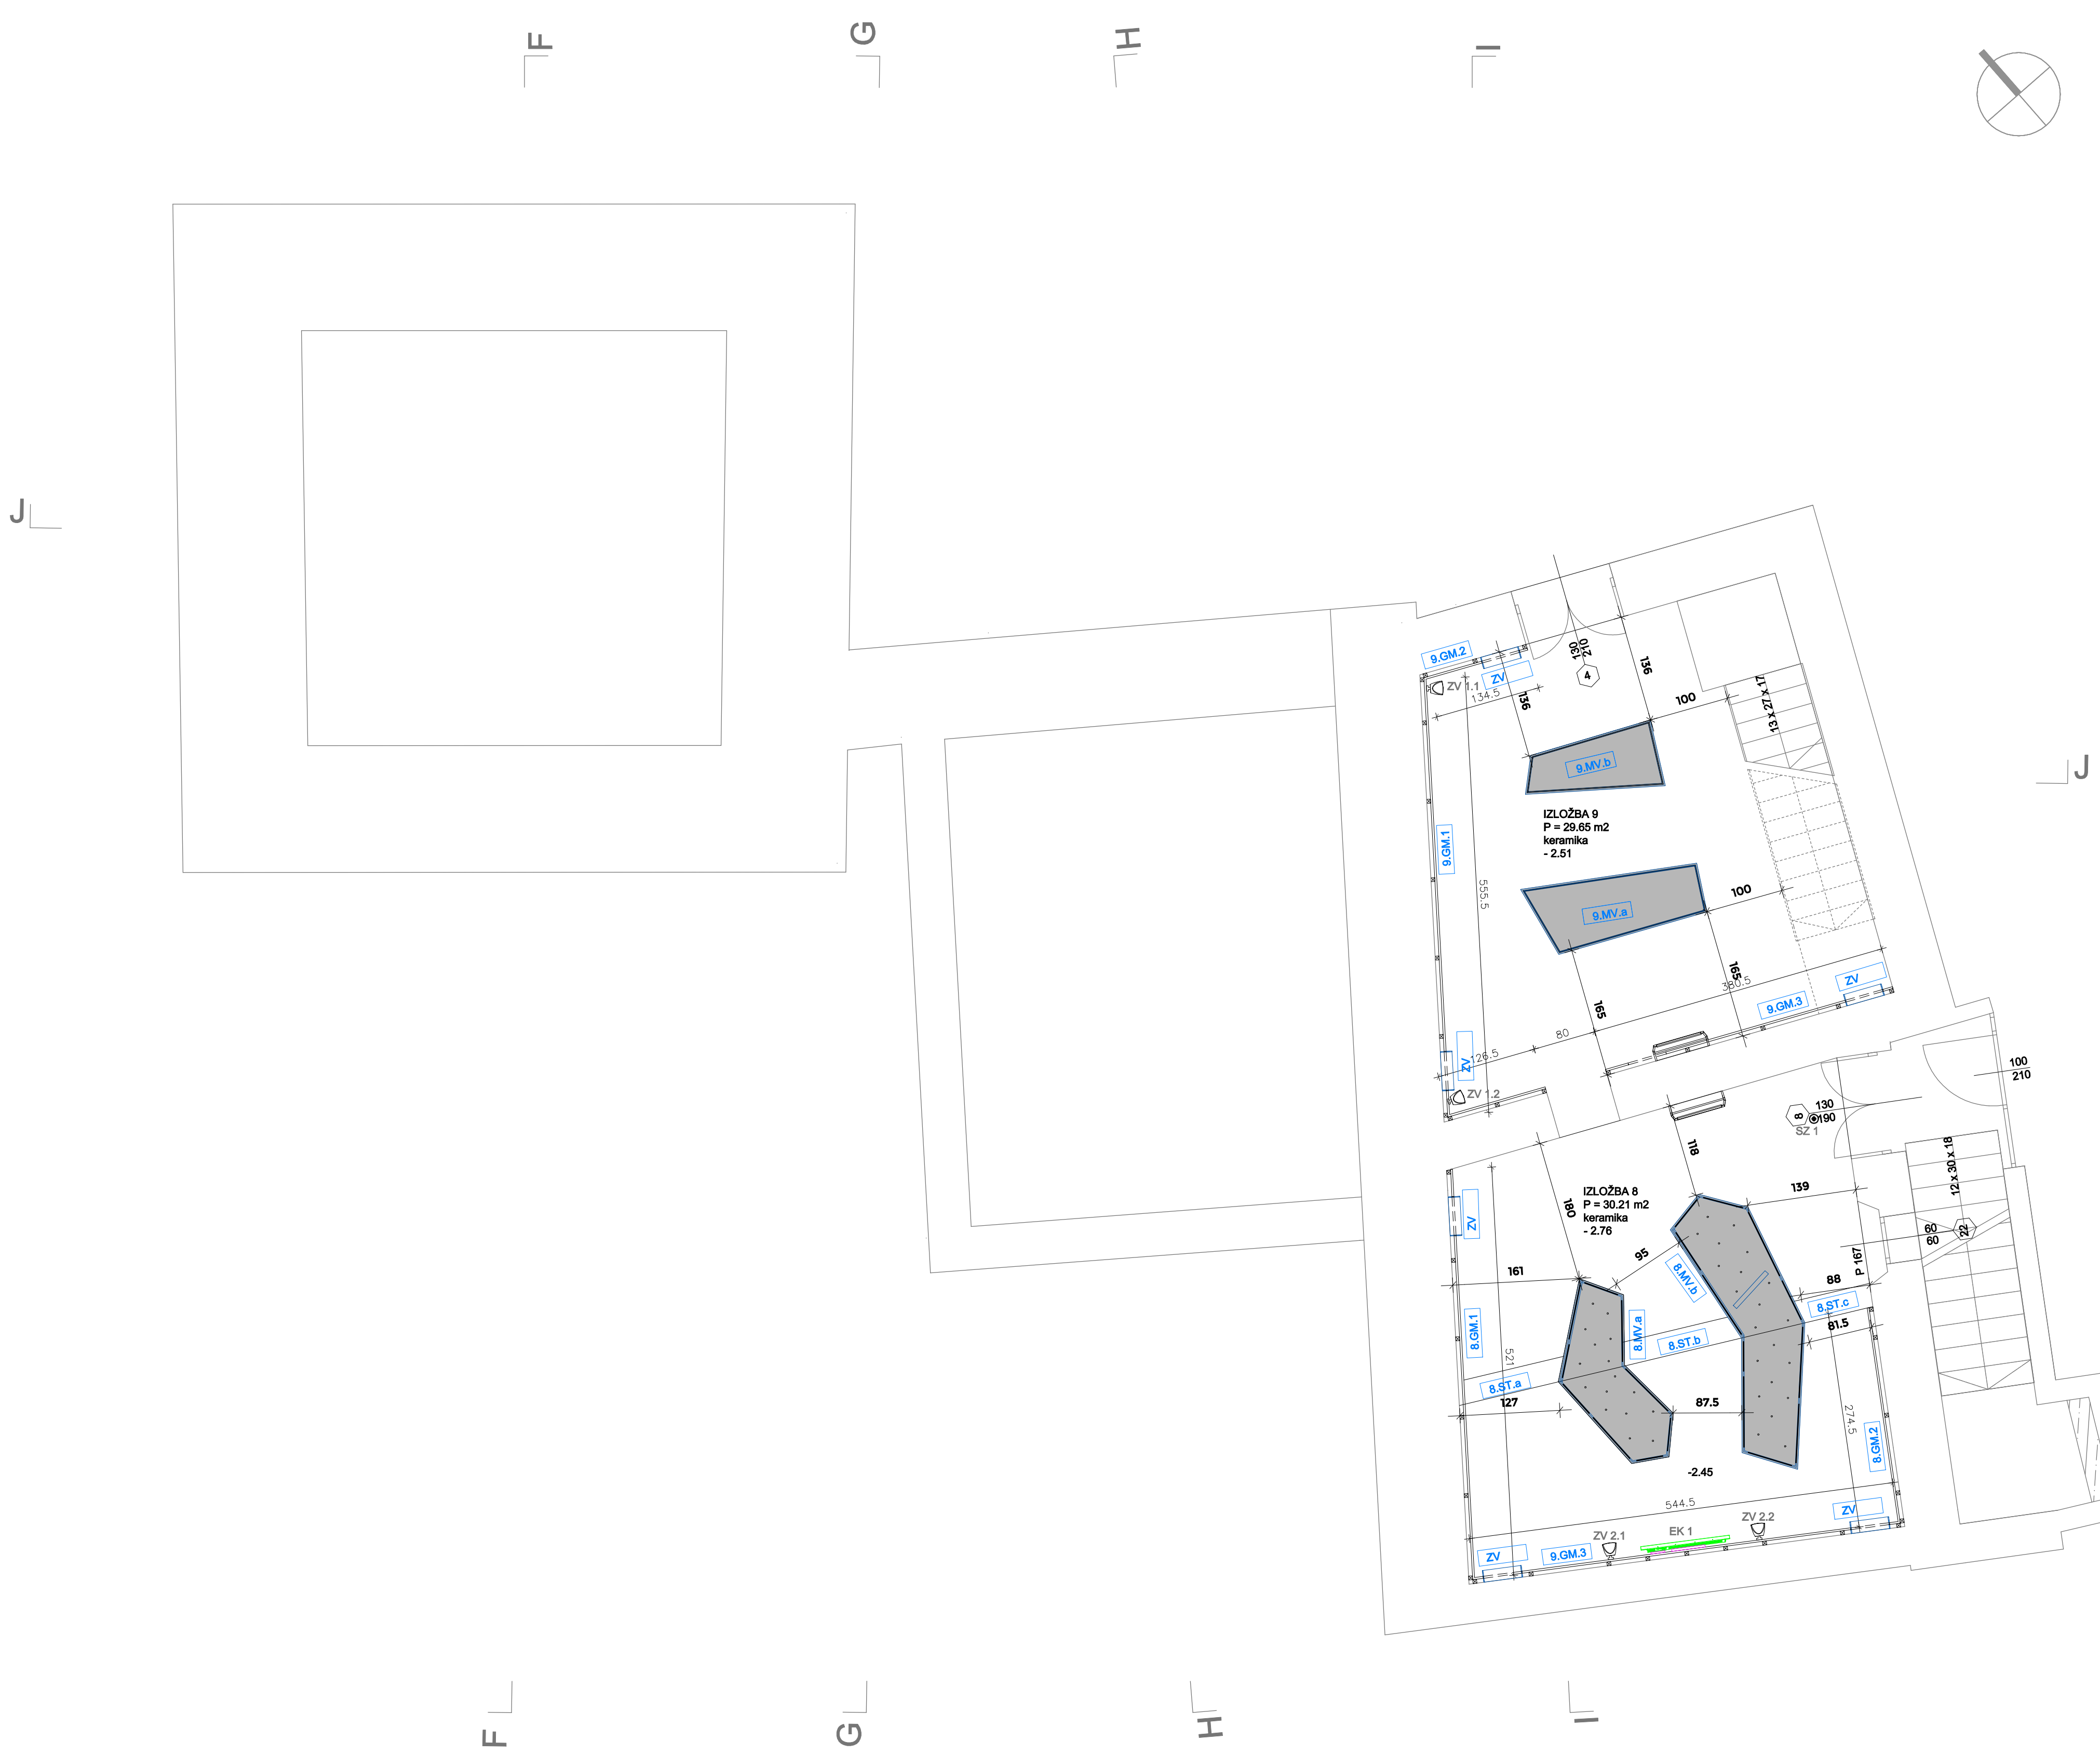 F
G
H
I
J
J
9.GM.2
ZV
ZV 1.1
134.5
136
130
210
4
136
100
13 x 27 x 17
9.MV.b
IZLOŽBA 9
P = 29.65 m2
keramika
- 2.51
9.GM.1
555.5
9.MV.a
100
165
380.5
ZV
9.GM.3
165
80
126.5
ZV
ZV 1.2
100
210
130
190
8
SZ 1
118
12 x 30 x 18
IZLOŽBA 8
P = 30.21 m2
keramika
- 2.76
180
139
ZV
60
60
22
P 167
95
161
8.MV.b
88
8.ST.c
81.5
8.GM.1
8.MV.a
8.ST.b
521
8.ST.a
127
87.5
274.5
8.GM.2
-2.45
544.5
ZV
ZV 2.2
EK 1
ZV 2.1
9.GM.3
ZV
F
G
H
I